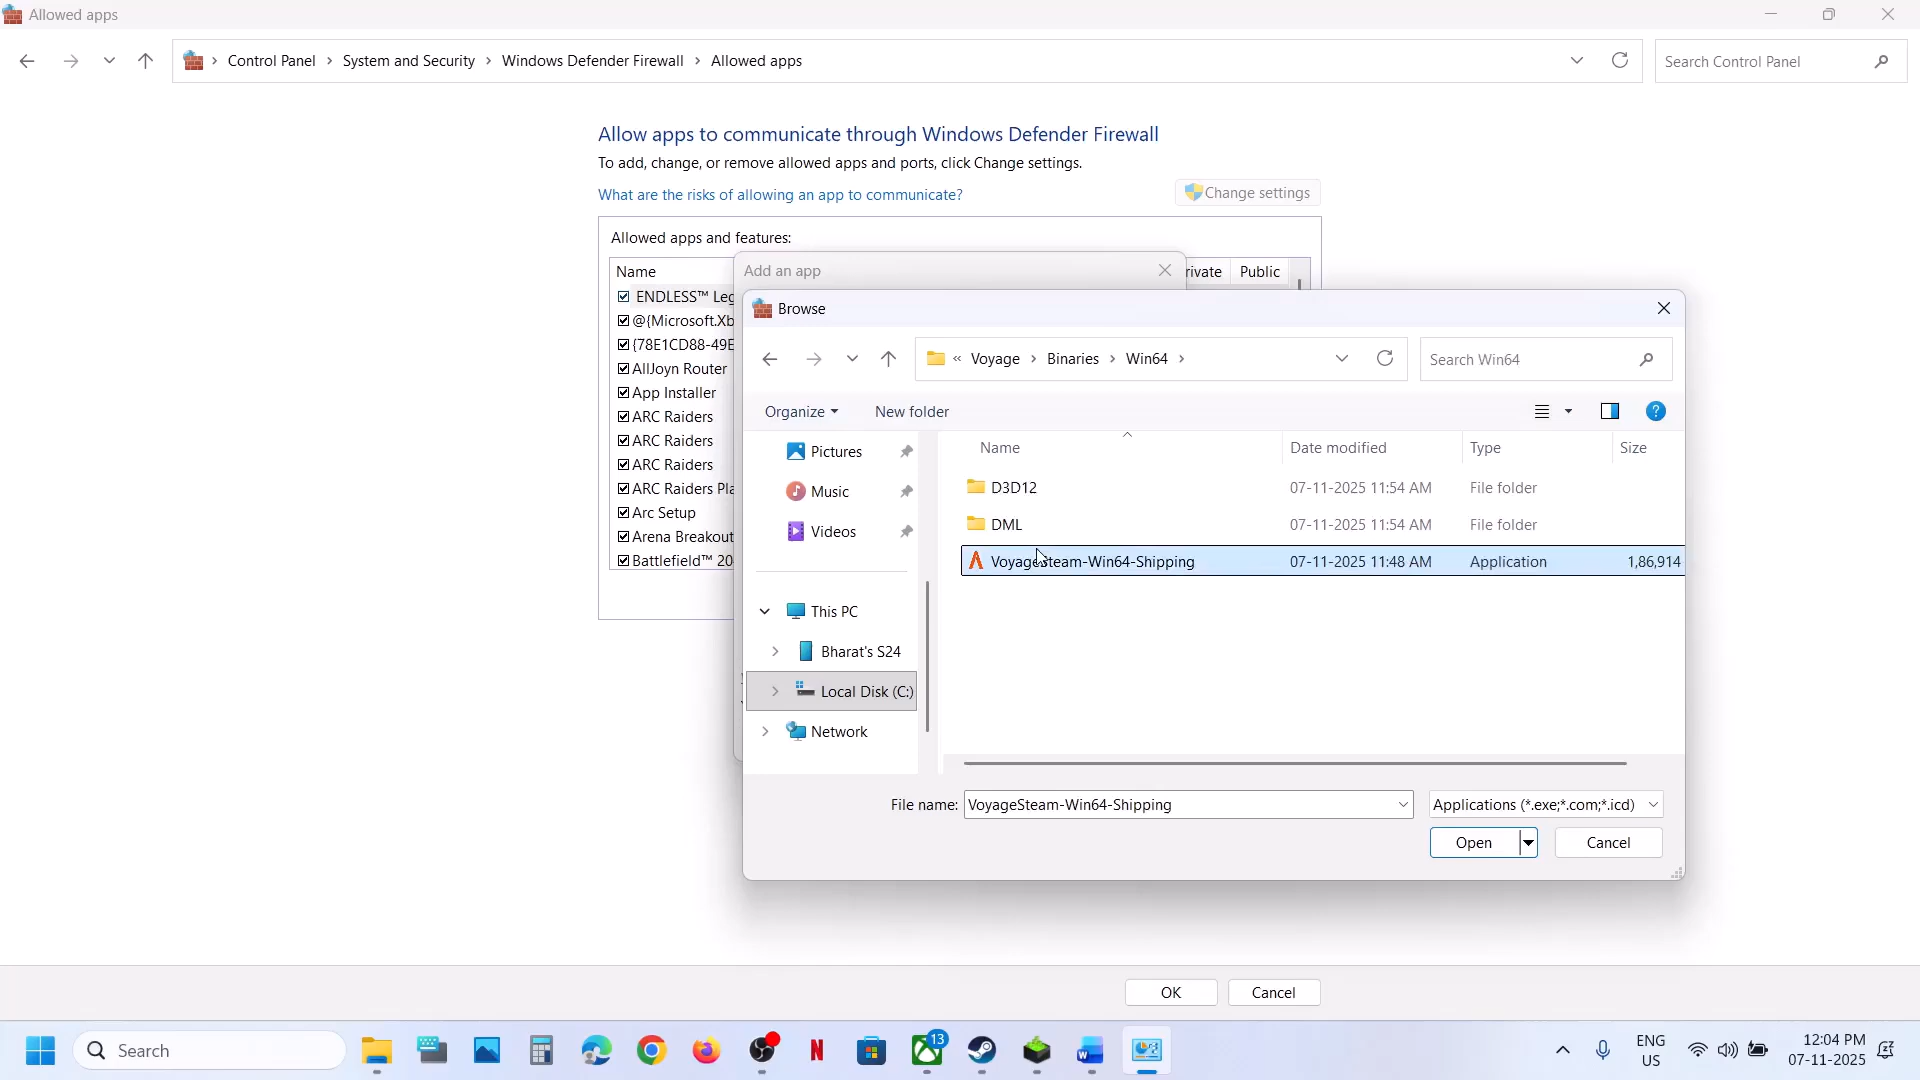 Allowed apps
Control Panel > System and Security > Windows Defender Firewall > Allowed apps
Search Control Panel
Allow apps to communicate through Windows Defender Firewall
To add, change, or remove allowed apps and ports, click Change settings.
What are the risks of allowing an app to communicate?
Change settings
Allowed apps and features:
Name
rivate
Public
ENDLESS™ Leg
@{Microsoft.Xb
{78E1CD88-49E
AllJoyn Router
App Installer
ARC Raiders
ARC Raiders
ARC Raiders
ARC Raiders Pla
Arc Setup
Arena Breakout
Battlefield™ 20
Add an app
Browse
« Voyage > Binaries > Win64 >
Search Win64
Organize
New folder
Pictures
Music
Videos
This PC
Bharat's S24
Local Disk (C:)
Network
Name Date modified Type Size
D3D12 07-11-2025 11:54 AM File folder
DML 07-11-2025 11:54 AM File folder
VoyageSteam-Win64-Shipping 07-11-2025 11:48 AM Application 1,86,914
File name: VoyageSteam-Win64-Shipping
Applications (*.exe;*.com;*.icd)
Open
Cancel
OK
Cancel
Search
13
ENG
US
12:04 PM
07-11-2025